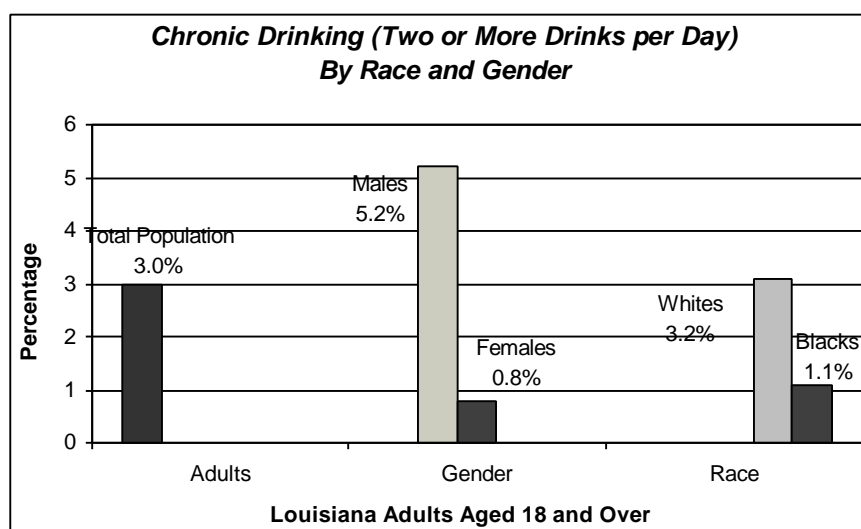 Chronic Drinking (Two or More Drinks per Day)
By Race and Gender
Percentage
6
5
4
3
2
1
0
Total Population
3.0%
Males
5.2%
Females
0.8%
Whites
3.2%
Blacks
1.1%
Adults
Gender
Race
Louisiana Adults Aged 18 and Over